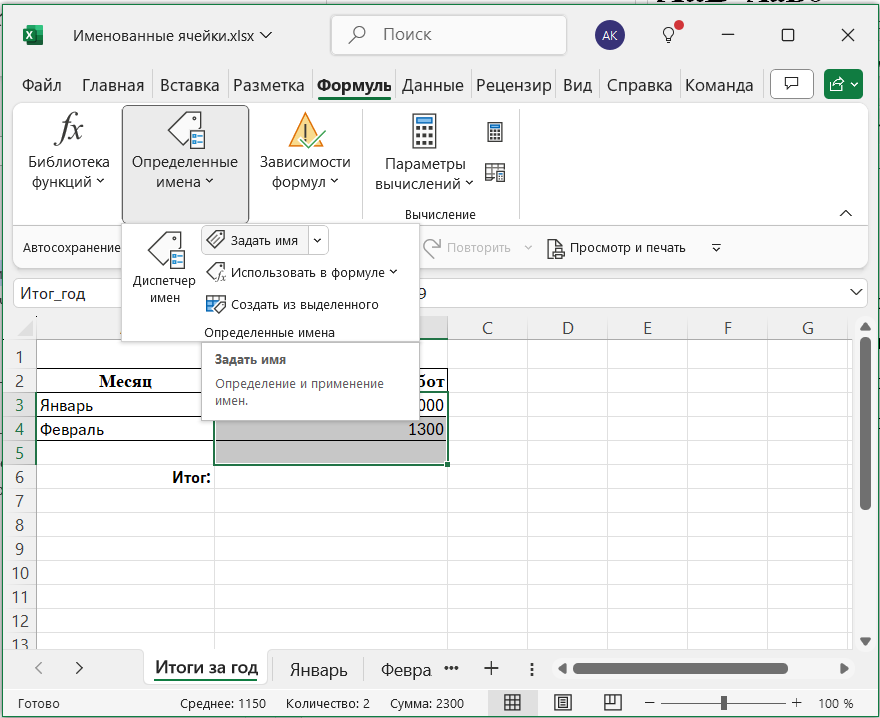 Именованные ячейки.xlsx
Поиск
АК
Файл Главная Вставка Разметка Формуль Данные Рецензир Вид Справка Команда
Библиотека функций
Определенные имена
Зависимости формул
Параметры вычислений
Вычисление
Автосохранение
Повторить
Просмотр и печать
Диспетчер имен
Задать имя
Использовать в формуле
Создать из выделенного
Определенные имена
Итог_год
9
Задать имя
Определение и применение
имен.
C D E F G
1
2 Месяц бот
3 Январь 000
4 Февраль 1300
5
6 Итог:
7
8
9
10
11
12
13
Итоги за год Январь Февра
Готово Среднее: 1150 Количество: 2 Сумма: 2300 100 %